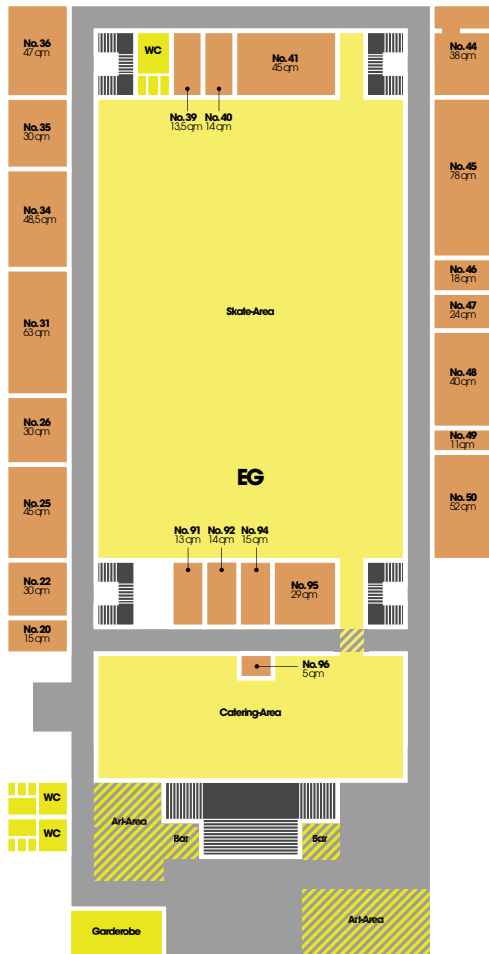 No. 36
47 qm
WC
No. 41
45 qm
No. 44
38 qm
No. 39
13,5 qm
No. 40
14 qm
No. 35
30 qm
No. 45
78 qm
No. 34
48,5 qm
No. 46
18 qm
No. 31
63 qm
Skate-Area
No. 47
24 qm
No. 48
40 qm
No. 26
30 qm
No. 49
11 qm
No. 25
45 qm
EG
No. 50
52 qm
No. 91
13 qm
No. 92
14 qm
No. 94
15 qm
No. 22
30 qm
No. 95
29 qm
No. 20
15 qm
No. 96
5 qm
Catering-Area
WC
Art-Area
WC
Bar
Bar
Garderobe
Art-Area